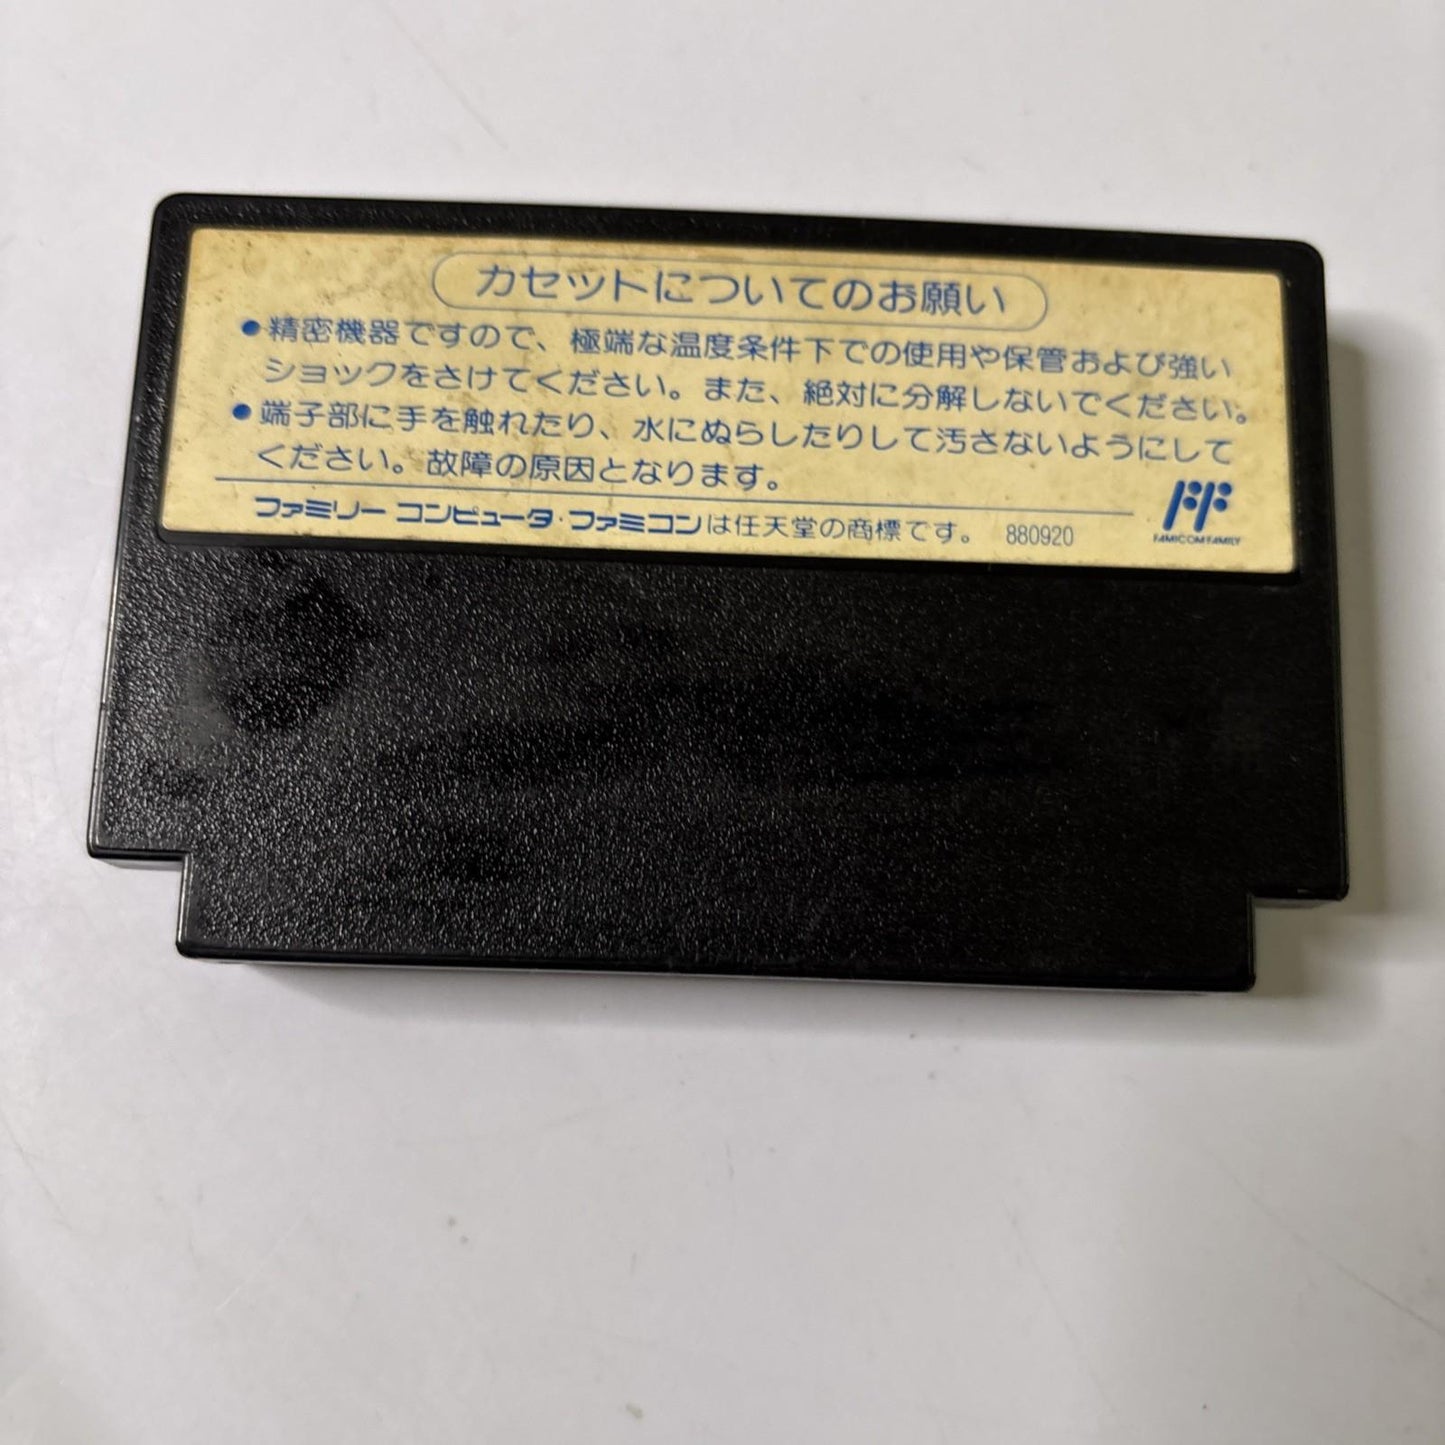 カセットについてのお願い
●精密機器ですので、極端な温度条件下での使用や保管および強い
ショックをさけてください。また、絶対に分解しないでください。
●端子部に手を触れたり、水にぬらしたりして汚さないようにして
ください。故障の原因となります。
ファミリー コンピュータ・ファミコンは任天堂の商標です。 880920
FF
FAMICOM FAMILY